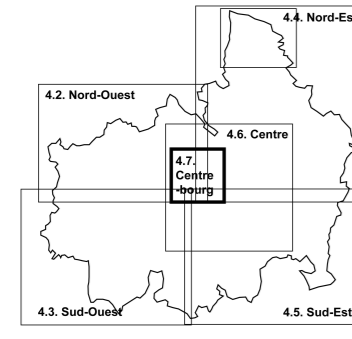 4.4. Nord-Es
4.2. Nord-Ouest
4.6. Centre
4.7.
Centre
-bourg
4.3. Sud-Ouest
4.5. Sud-Est